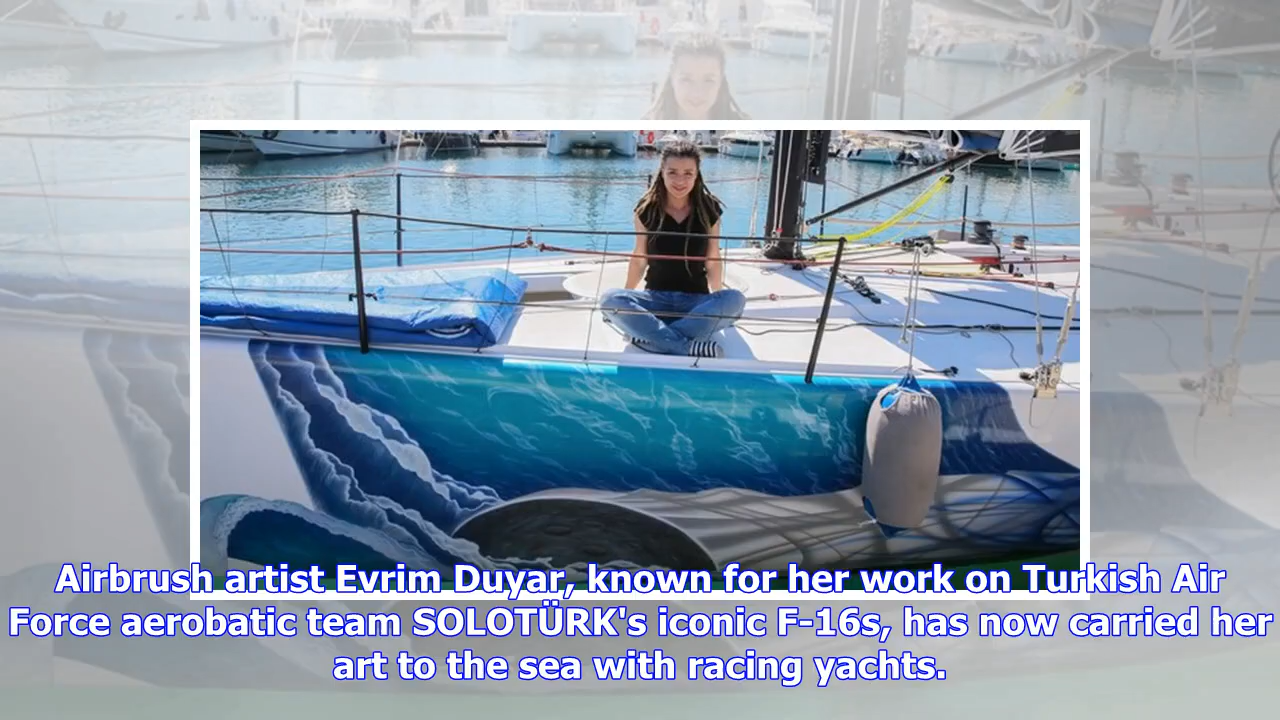 Airbrush artist Evrim Duyar, known for her work on Turkish Air
Force aerobatic team SOLOTÜRK's iconic F-16s, has now carried her
art to the sea with racing yachts.